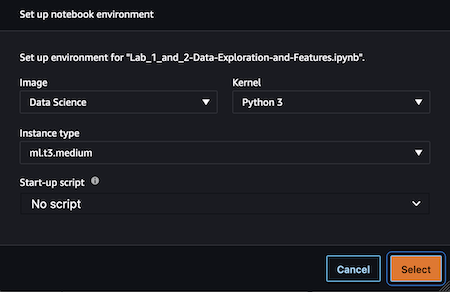 Set up notebook environment
Set up environment for "Lab_1_and_2-Data-Exploration-and-Features.ipynb".
Image
Kernel
Data Science
Python 3
Instance type
ml.t3.medium
Start-up script
No script
Cancel
Select